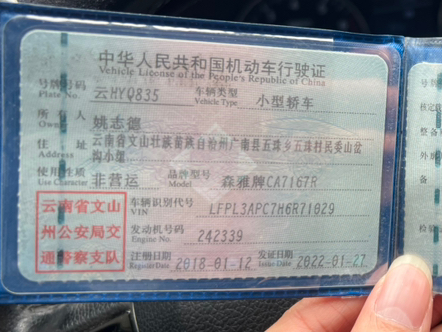 中华人民共和国机动车行驶证
Vehicle License of the People's Republic of China
号牌号码 云HYQ835 车辆类型 小型轿车
Plate No. Vehicle Type
所有人 姚志德
Owner
住址 云南省文山壮族苗族自治州广南县五珠乡五珠村民委山岔
Address 沟小组
使用性质 非营运 品牌型号 森雅牌CA7167R
Use Character Model
云南省文山
州公安局交
通警察支队
车辆识别代号 LFPL3APC7H6R71029
VIN
发动机号码 242339
Engine No.
注册日期 2018-01-12 发证日期 2022-01-27
Register Date Issue Date